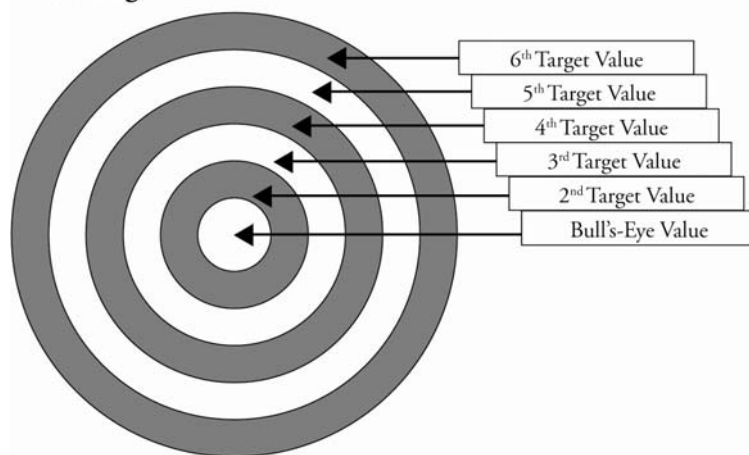 6th Target Value
5th Target Value
4th Target Value
3rd Target Value
2nd Target Value
Bull's-Eye Value